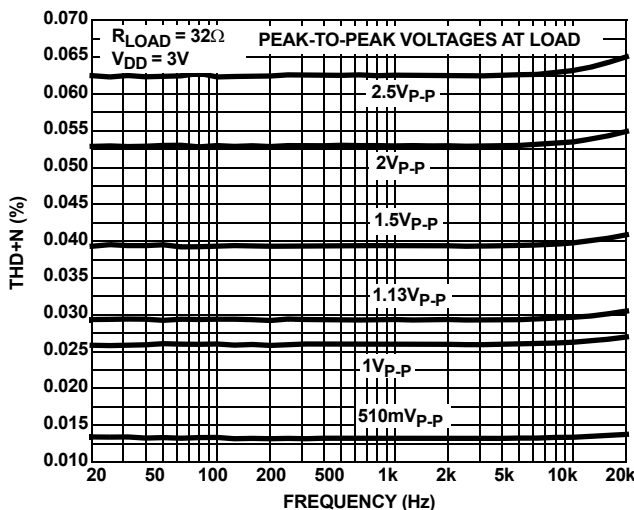 0.070
0.065
0.060
0.055
0.050
0.045
0.040
0.035
0.030
0.025
0.020
0.015
0.010
THD+N (%)
RLOAD = 32Ω
VDD = 3V
PEAK-TO-PEAK VOLTAGES AT LOAD
2.5VP-P
2VP-P
1.5VP-P
1.13VP-P
1VP-P
510mVP-P
20 50 100 200 500 1k 2k 5k 10k 20k
FREQUENCY (Hz)